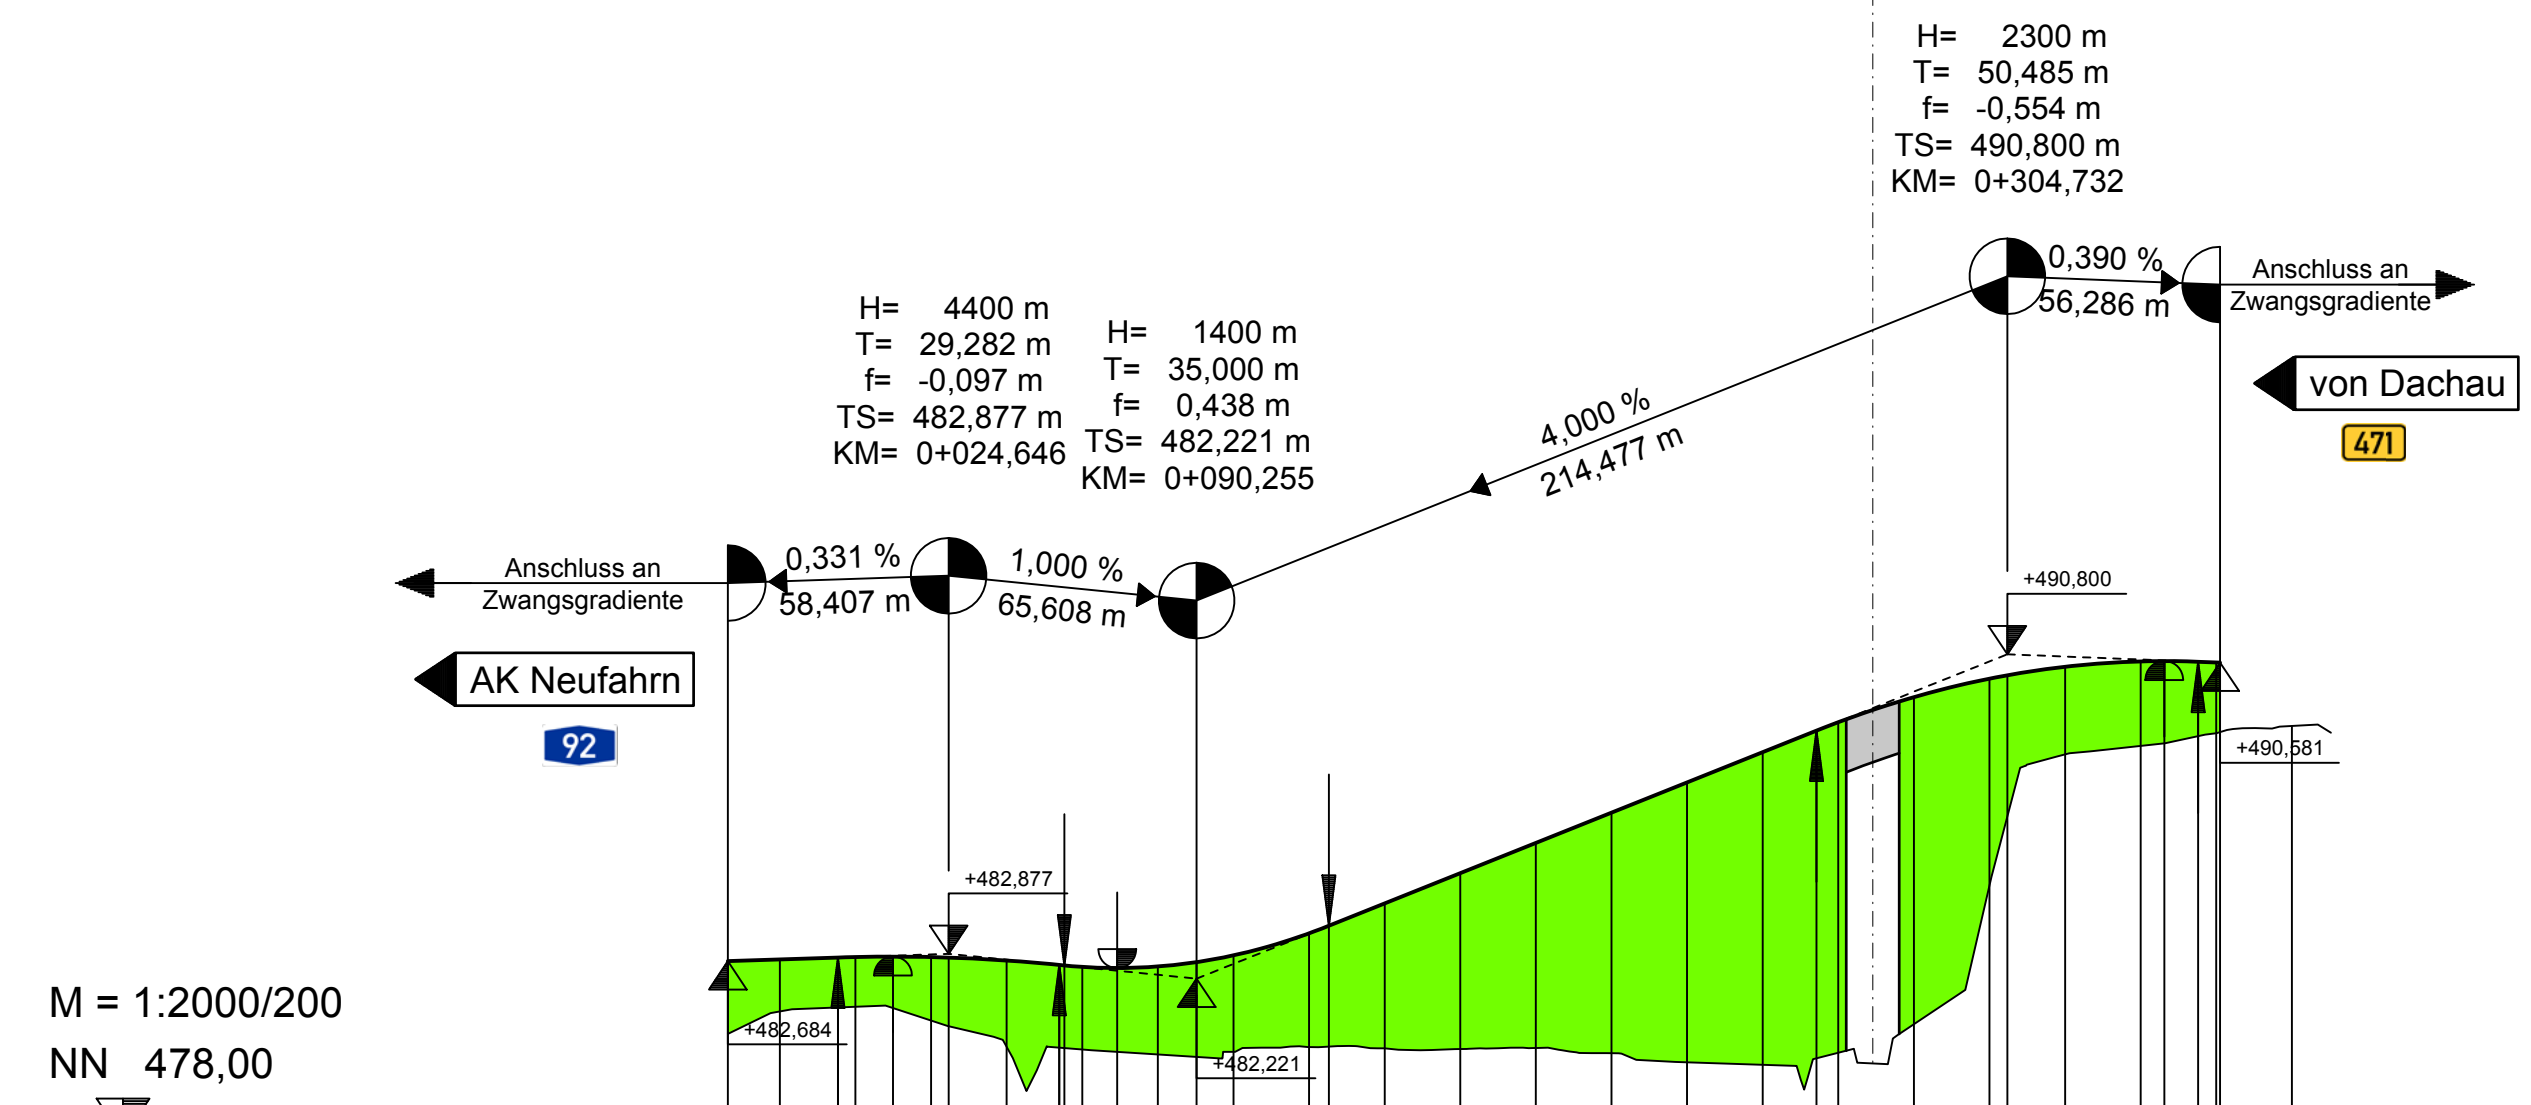 H= 2300 m
T= 50,485 m
f= -0,554 m
TS= 490,800 m
KM= 0+304,732
0,390 %
56,286 m
Anschluss an
Zwangsgradiente
von Dachau
471
H= 4400 m
T= 29,282 m
f= -0,097 m
TS= 482,877 m
KM= 0+024,646
H= 1400 m
T= 35,000 m
f= 0,438 m
TS= 482,221 m
KM= 0+090,255
4,000 %
214,477 m
Anschluss an
Zwangsgradiente
0,331 %
58,407 m
1,000 %
65,608 m
AK Neufahrn
92
+490,800
+490,581
+482,877
+482,684
+482,221
M = 1:2000/200
NN 478,00